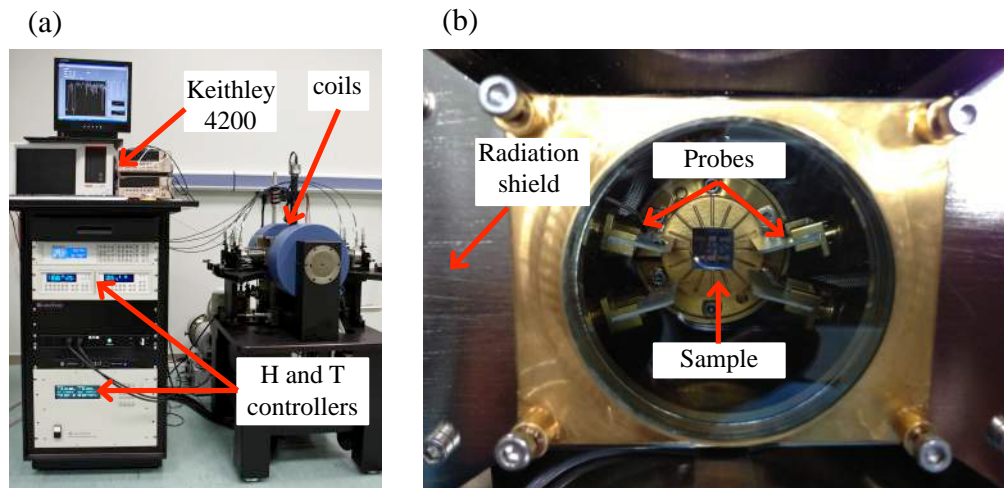 (a)
(b)
Keithley
4200
coils
H and T
controllers
Radiation
shield
Probes
Sample